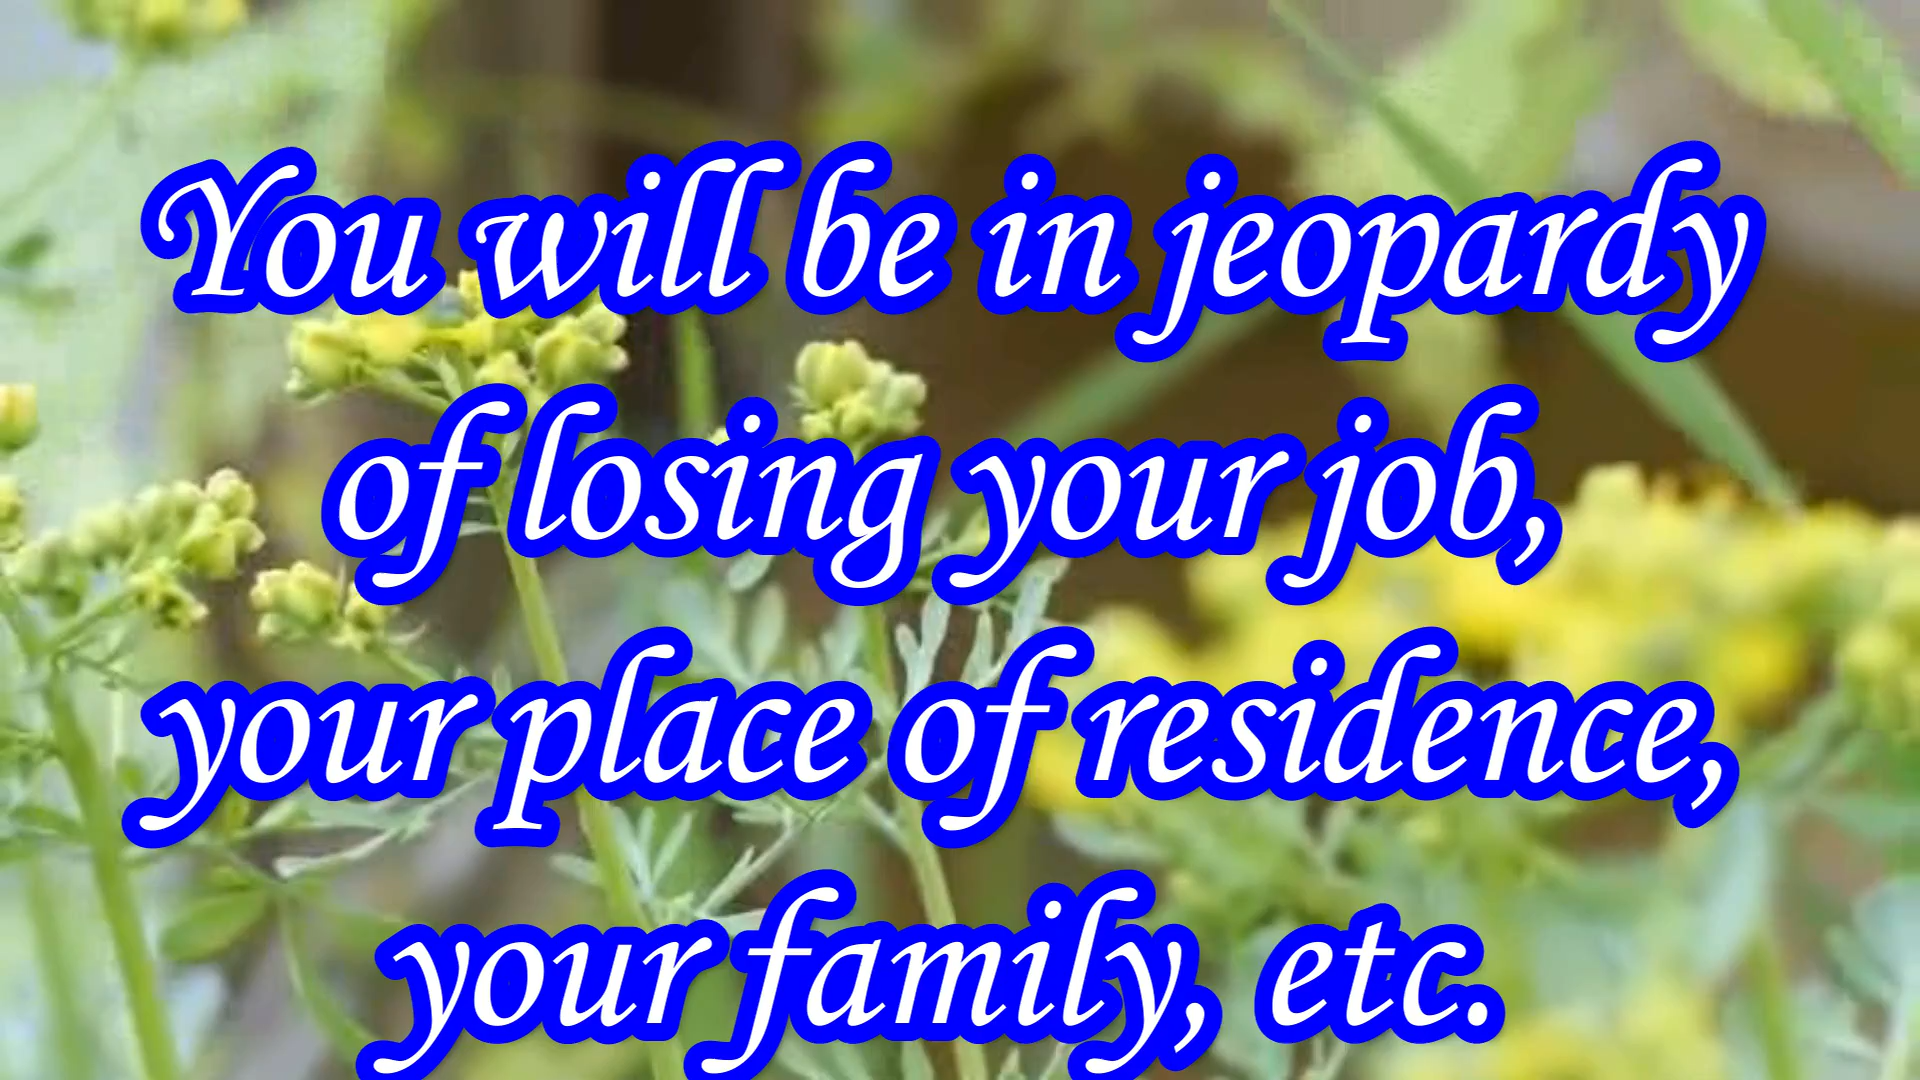 You will be in jeopardy
of losing your job,
your place of residence,
your family, etc.